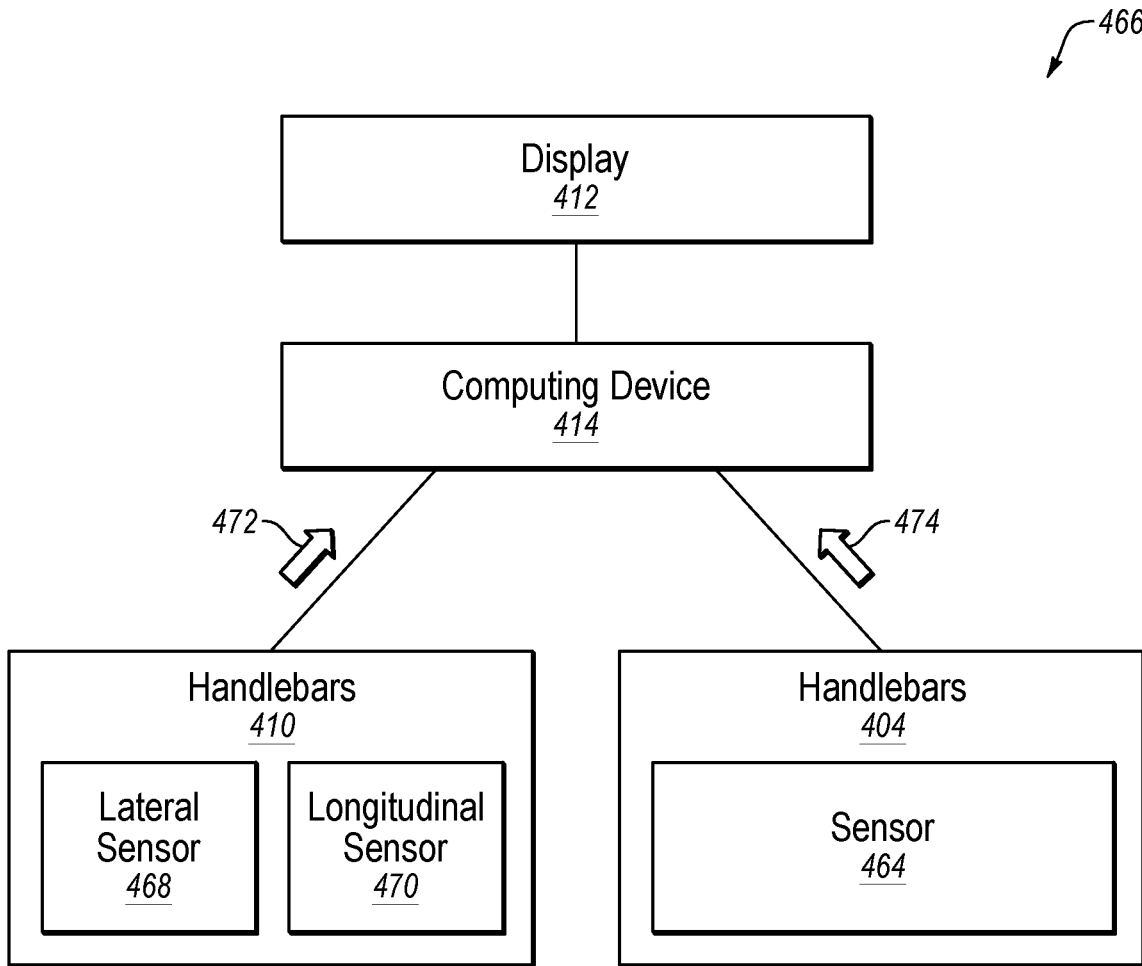 466
Display
412
Computing Device
414
472
474
Handlebars
410
Lateral
Sensor
468
Longitudinal
Sensor
470
Handlebars
404
Sensor
464